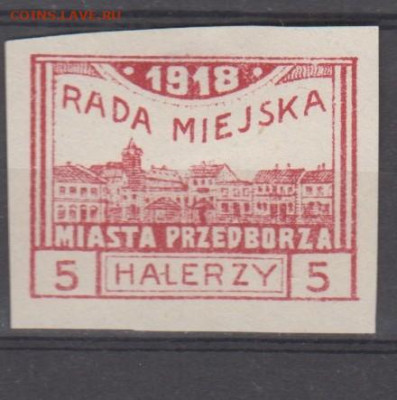 COINS.LAVE.RU
· 1918 ·
RADA MIEJSKA
MIASTA PRZEDBORZA
5 HALERZY 5